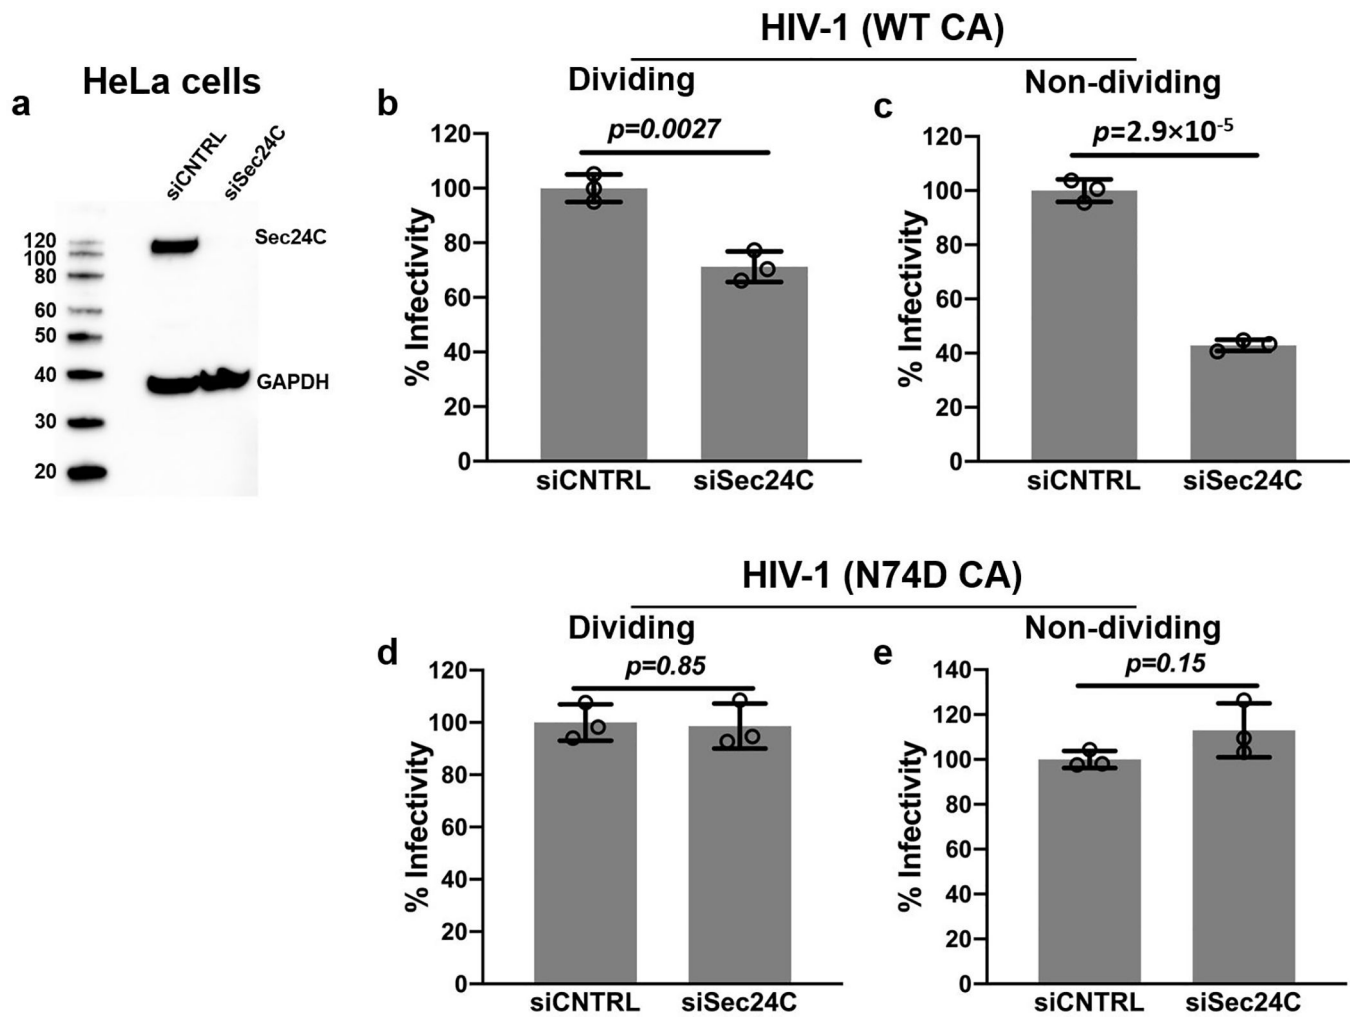 HIV-1 (WT CA)
HeLa cells
Dividing
Non-dividing
a
siCNTRL
siSec24C
120
100
80
60
50
40
30
20
Sec24C
GAPDH
b
p=0.0027
% Infectivity
120
100
80
60
40
20
0
siCNTRL
siSec24C
c
p=2.9×10⁻⁵
% Infectivity
120
100
80
60
40
20
0
siCNTRL
siSec24C
HIV-1 (N74D CA)
Dividing
Non-dividing
d
p=0.85
% Infectivity
120
100
80
60
40
20
0
siCNTRL
siSec24C
e
p=0.15
% Infectivity
140
120
100
80
60
40
20
0
siCNTRL
siSec24C